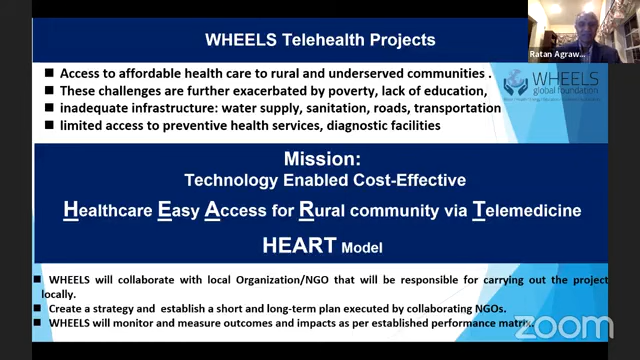 WHEELS Telehealth Projects
Ratan Agraw...
Access to affordable health care to rural and underserved communities .
These challenges are further exacerbated by poverty, lack of education,
inadequate infrastructure: water supply, sanitation, roads, transportation
limited access to preventive health services, diagnostic facilities
WHEELS
global foundation
Mission:
Technology Enabled Cost-Effective
Healthcare Easy Access for Rural community via Telemedicine
HEART Model
WHEELS will collaborate with local Organization/NGO that will be responsible for carrying out the project
locally.
Create a strategy and establish a short and long-term plan executed by collaborating NGOs.
WHEELS will monitor and measure outcomes and impacts as per established performance matrix.
zoom